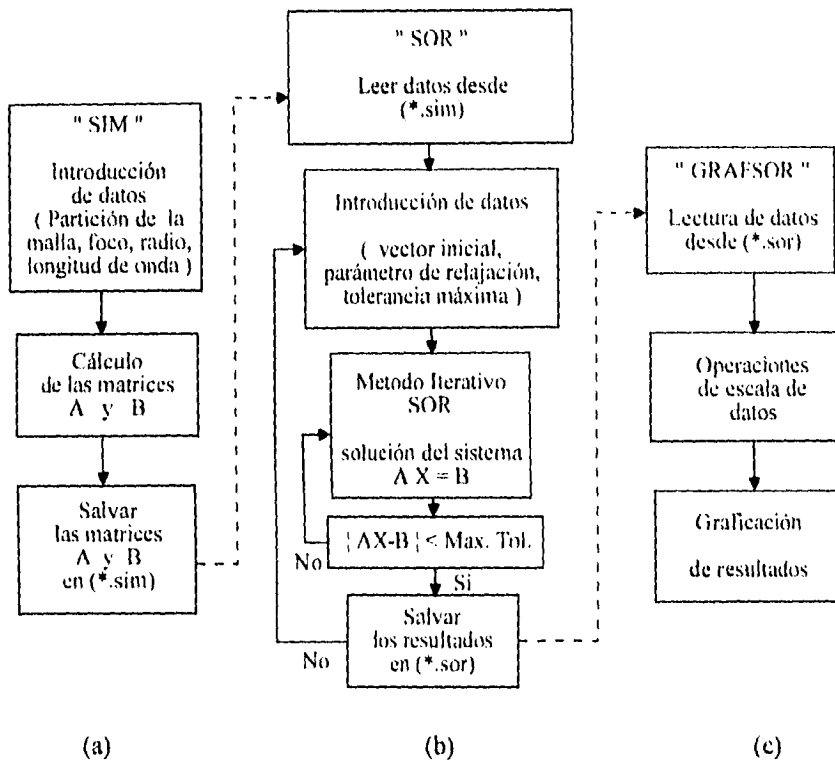 " SIM "
Introducción
de datos
( Partición de la
malla, foco, radio,
longitud de onda )
Cálculo
de las matrices
A y B
Salvar
las matrices
A y B
en (*.sim)
(a)
" SOR "
Leer datos desde
(*.sim)
Introducción de datos
( vector inicial,
parámetro de relajación,
tolerancia máxima )
Metodo Iterativo
SOR
solución del sistema
A X = B
| AX-B | < Max. Tol.
No
Si
Salvar
los resultados
en (*.sor)
No
(b)
" GRAFSOR "
Lectura de datos
desde (*.sor)
Operaciones
de escala de
datos
Graficación
de resultados
(c)